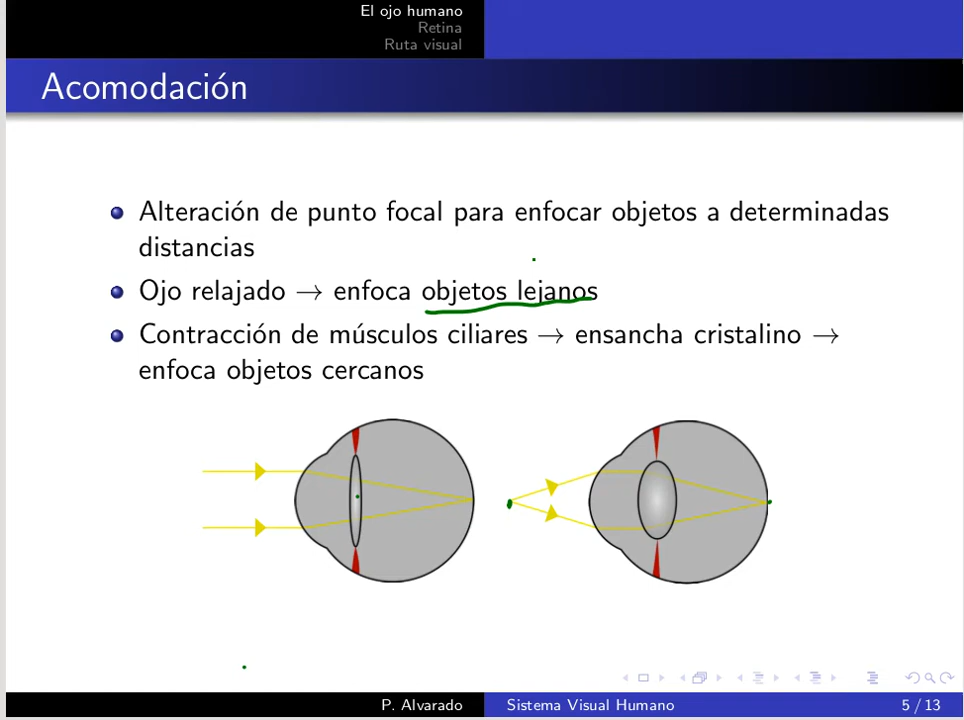 El ojo humano
Retina
Ruta visual
Acomodación
Alteración de punto focal para enfocar objetos a determinadas
distancias
Ojo relajado → enfoca objetos lejanos
Contracción de músculos ciliares → ensancha cristalino →
enfoca objetos cercanos
P. Alvarado
Sistema Visual Humano
5 / 13